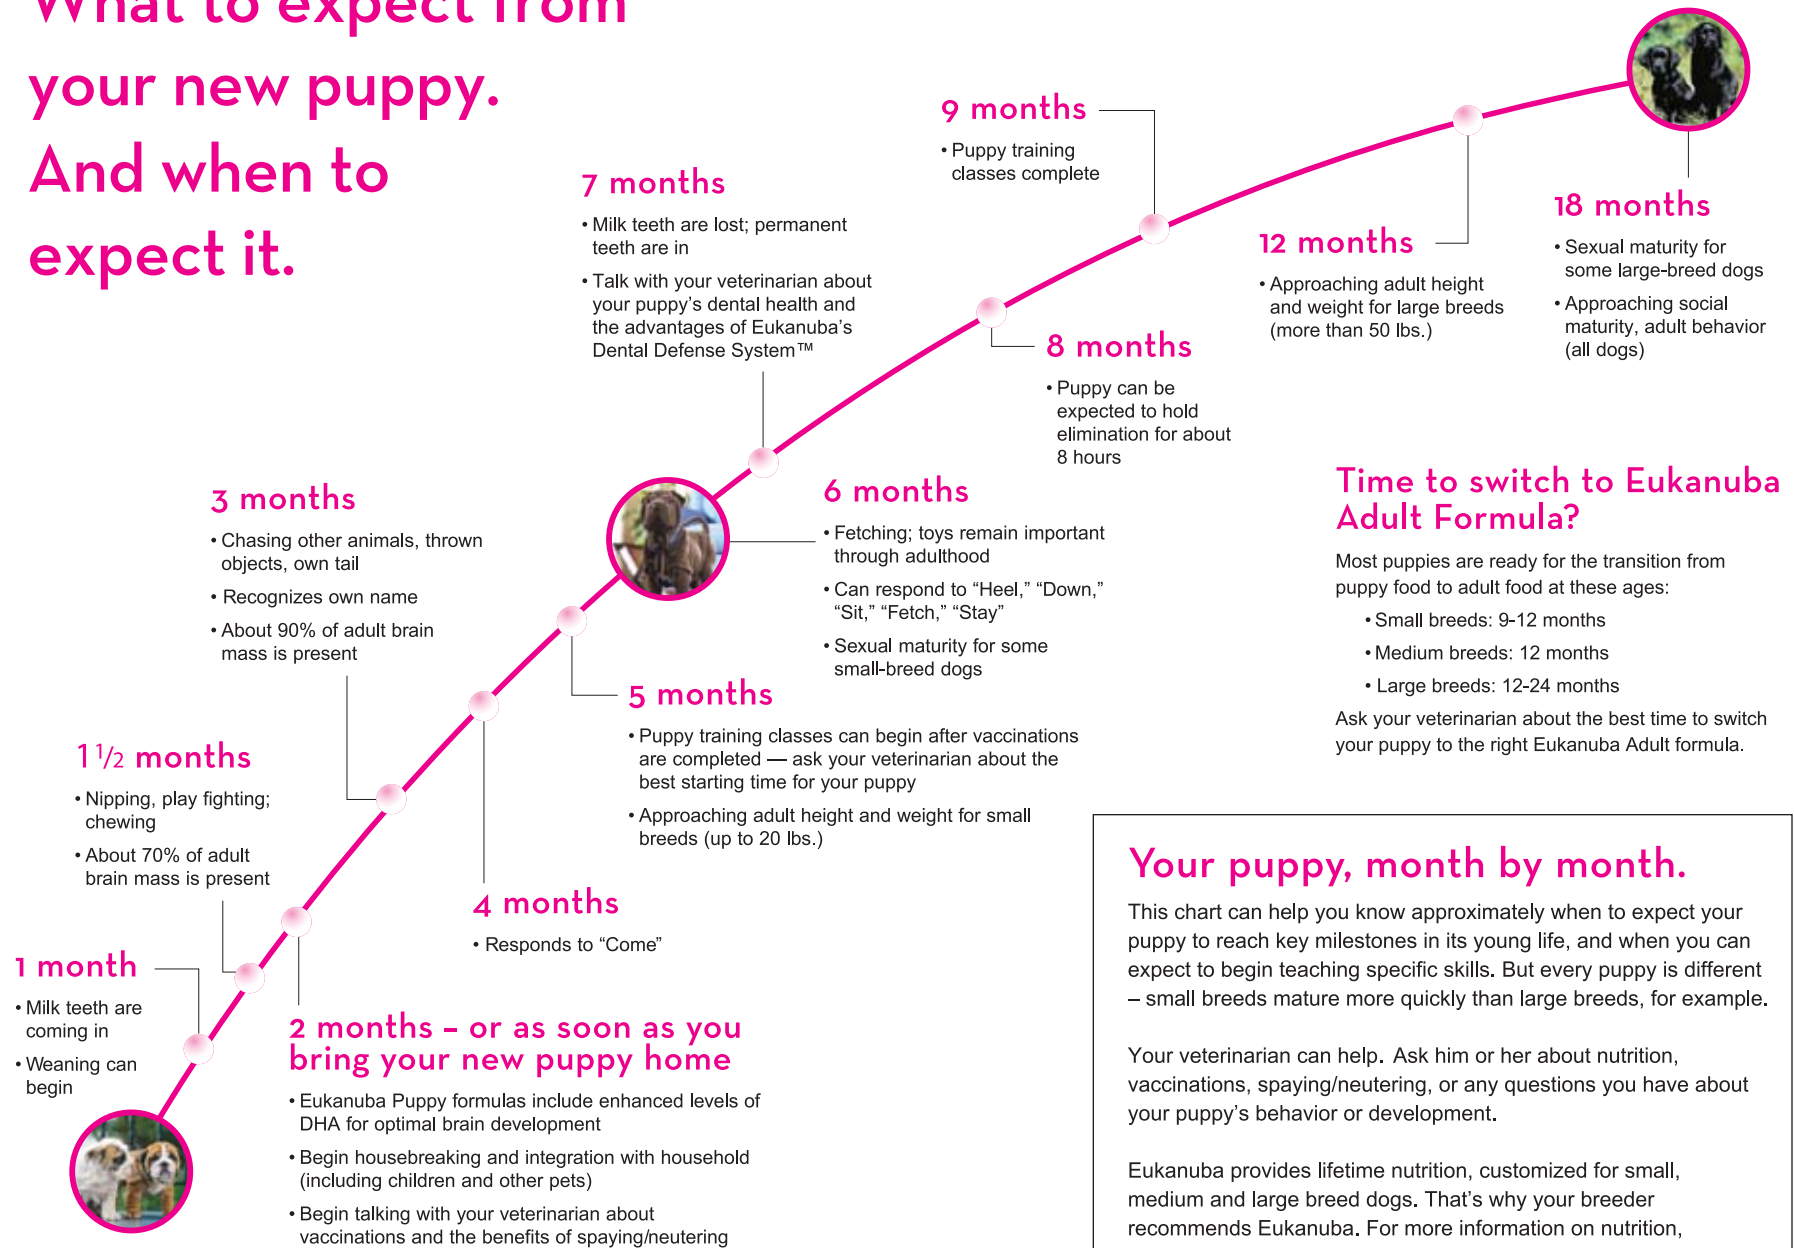 What to expect from
your new puppy.
And when to
expect it.
1 month
• Milk teeth are
coming in
• Weaning can
begin
1 1/2 months
• Nipping, play fighting;
chewing
• About 70% of adult
brain mass is present
2 months – or as soon as you
bring your new puppy home
• Eukanuba Puppy formulas include enhanced levels of
DHA for optimal brain development
• Begin housebreaking and integration with household
(including children and other pets)
• Begin talking with your veterinarian about
vaccinations and the benefits of spaying/neutering
3 months
• Chasing other animals, thrown
objects, own tail
• Recognizes own name
• About 90% of adult brain
mass is present
4 months
• Responds to “Come”
5 months
• Puppy training classes can begin after vaccinations
are completed — ask your veterinarian about the
best starting time for your puppy
• Approaching adult height and weight for small
breeds (up to 20 lbs.)
6 months
• Fetching; toys remain important
through adulthood
• Can respond to “Heel,” “Down,”
“Sit,” “Fetch,” “Stay”
• Sexual maturity for some
small-breed dogs
7 months
• Milk teeth are lost; permanent
teeth are in
• Talk with your veterinarian about
your puppy’s dental health and
the advantages of Eukanuba’s
Dental Defense System™
8 months
• Puppy can be
expected to hold
elimination for about
8 hours
9 months
• Puppy training
classes complete
12 months
• Approaching adult height
and weight for large breeds
(more than 50 lbs.)
18 months
• Sexual maturity for
some large-breed dogs
• Approaching social
maturity, adult behavior
(all dogs)
Time to switch to Eukanuba
Adult Formula?
Most puppies are ready for the transition from
puppy food to adult food at these ages:
• Small breeds: 9-12 months
• Medium breeds: 12 months
• Large breeds: 12-24 months
Ask your veterinarian about the best time to switch
your puppy to the right Eukanuba Adult formula.
Your puppy, month by month.
This chart can help you know approximately when to expect your
puppy to reach key milestones in its young life, and when you can
expect to begin teaching specific skills. But every puppy is different
– small breeds mature more quickly than large breeds, for example.
Your veterinarian can help. Ask him or her about nutrition,
vaccinations, spaying/neutering, or any questions you have about
your puppy’s behavior or development.
Eukanuba provides lifetime nutrition, customized for small,
medium and large breed dogs. That’s why your breeder
recommends Eukanuba. For more information on nutrition,